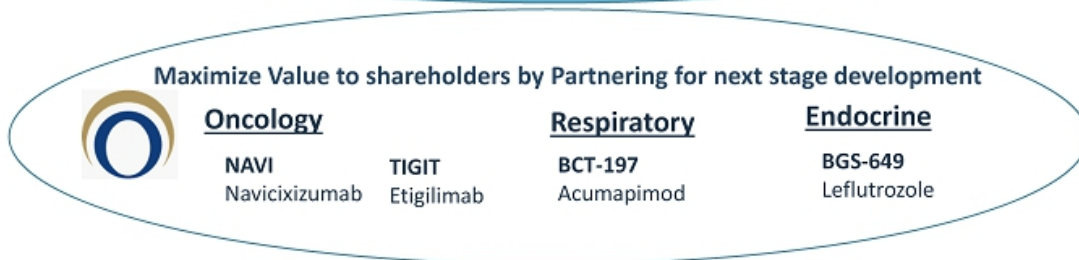 Maximize Value to shareholders by Partnering for next stage development
Oncology
NAVI
Navicixizumab
TIGIT
Etigilimab
Respiratory
BCT-197
Acumapimod
Endocrine
BGS-649
Leflutrozole